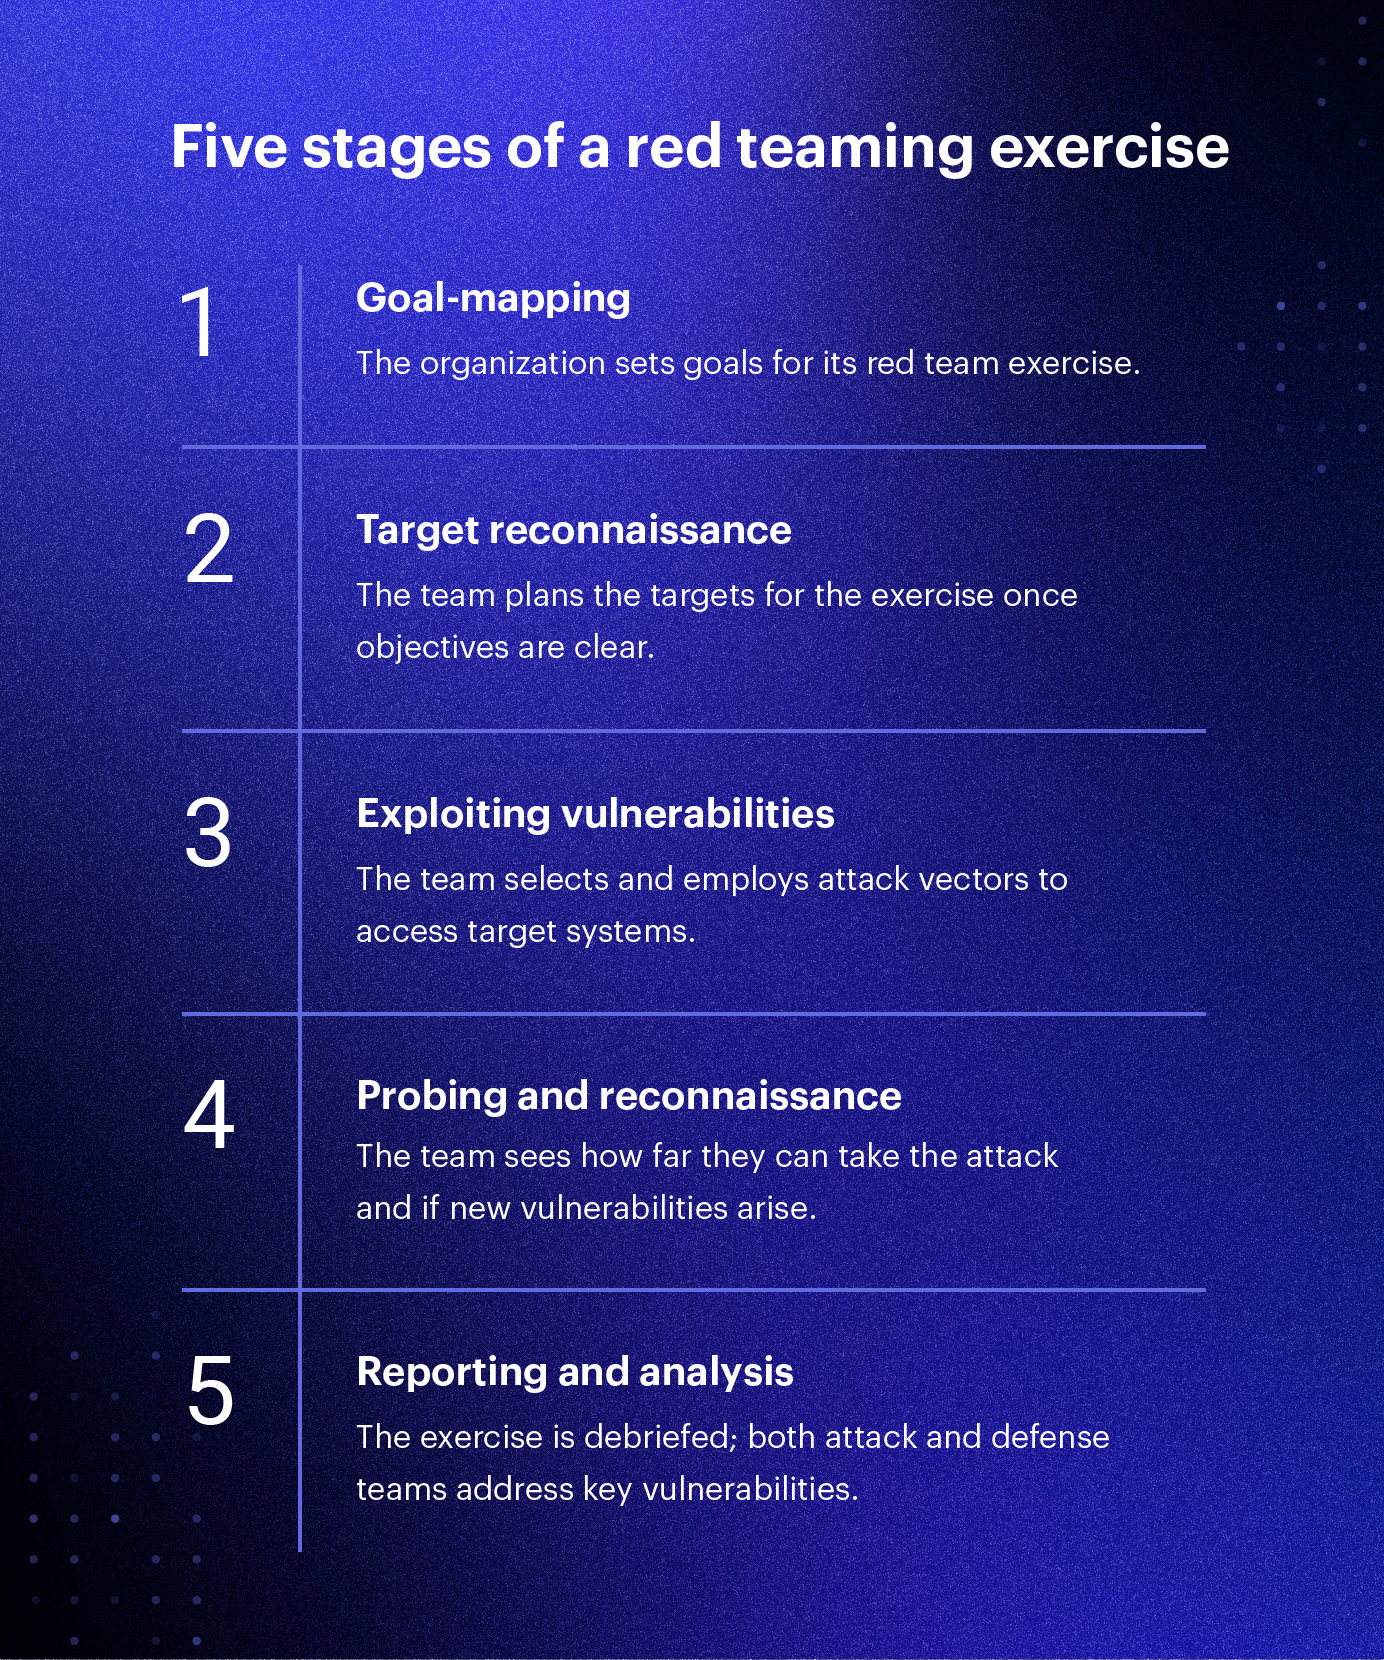 Five stages of a red teaming exercise
1
Goal-mapping
The organization sets goals for its red team exercise.
2
Target reconnaissance
The team plans the targets for the exercise once
objectives are clear.
3
Exploiting vulnerabilities
The team selects and employs attack vectors to
access target systems.
4
Probing and reconnaissance
The team sees how far they can take the attack
and if new vulnerabilities arise.
5
Reporting and analysis
The exercise is debriefed; both attack and defense
teams address key vulnerabilities.